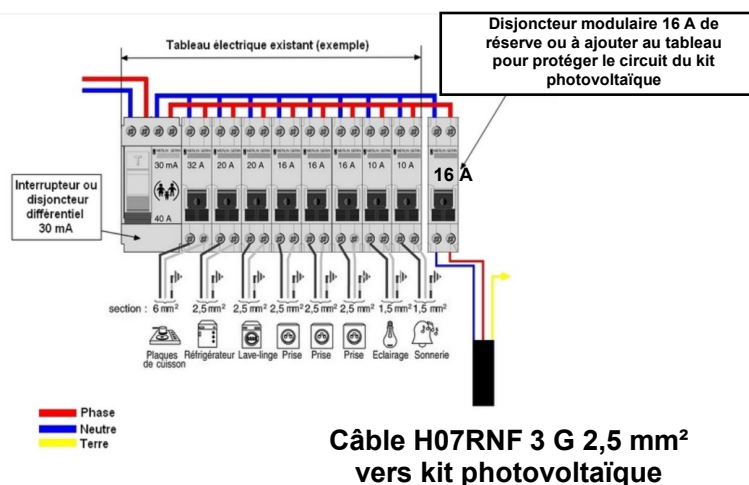 Disjoncteur modulaire 16 A de
réserve ou à ajouter au tableau
pour protéger le circuit du kit
photovoltaïque
Tableau électrique existant (exemple)
30 mA 32 A 20 A 20 A 16 A 16 A 16 A 10 A 10 A 16 A
40 A
Interrupteur ou
disjoncteur
différentiel
30 mA
section : 6 mm² 2,5 mm² 2,5 mm² 2,5 mm² 2,5 mm² 2,5 mm² 1,5 mm² 1,5 mm²
Plaques de cuisson Réfrigérateur Lave-linge Prise Prise Prise Eclairage Sonnerie
Phase
Neutre
Terre
Câble H07RNF 3 G 2,5 mm²
vers kit photovoltaïque